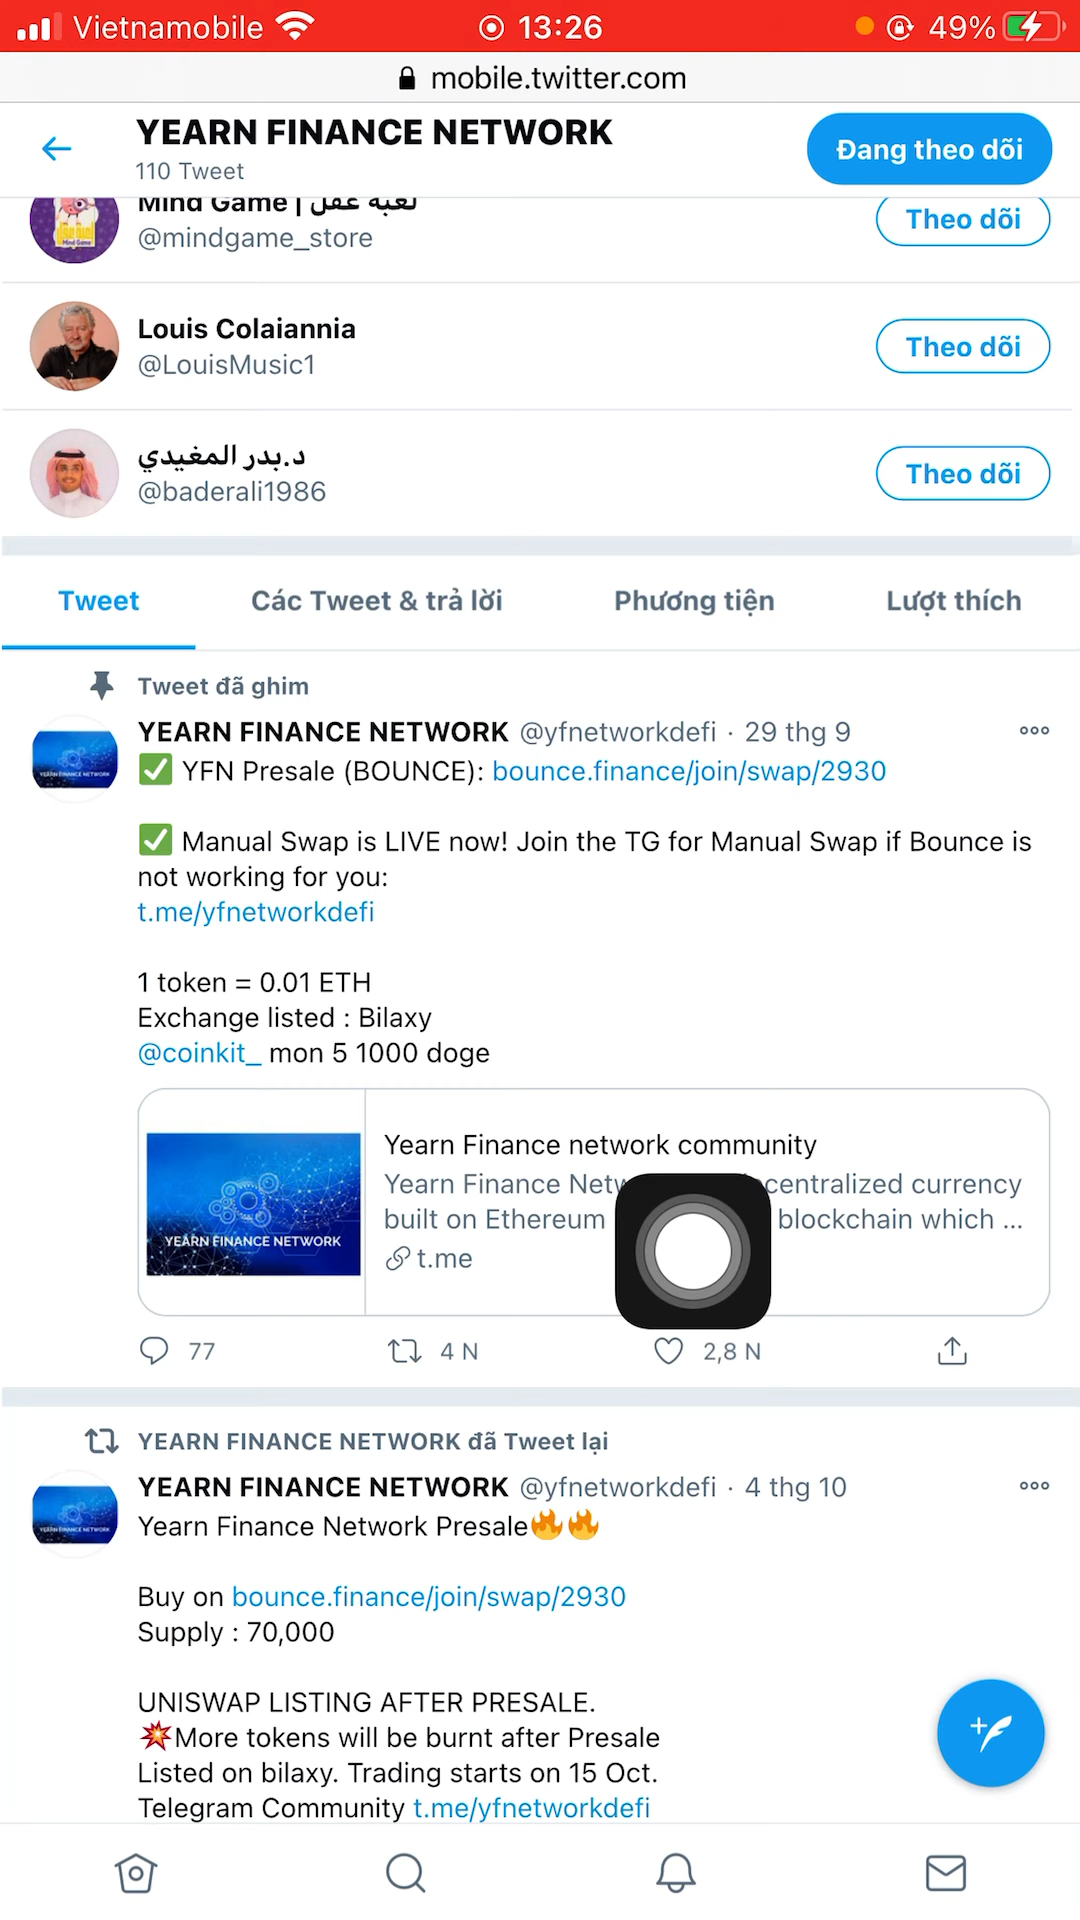 Vietnamobile 13:26 49%
mobile.twitter.com
YEARN FINANCE NETWORK
110 Tweet
Đang theo dõi
Mind Game | لعبة عقل
@mindgame_store
Theo dõi
Louis Colaiannia
@LouisMusic1
Theo dõi
د.بدر المغيدي
@baderali1986
Theo dõi
Tweet Các Tweet & trả lời Phương tiện Lượt thích
Tweet đã ghim
YEARN FINANCE NETWORK @yfnetworkdefi · 29 thg 9
✅ YFN Presale (BOUNCE): bounce.finance/join/swap/2930
✅ Manual Swap is LIVE now! Join the TG for Manual Swap if Bounce is
not working for you:
t.me/yfnetworkdefi
1 token = 0.01 ETH
Exchange listed : Bilaxy
@coinkit_ mon 5 1000 doge
YEARN FINANCE NETWORK
Yearn Finance network community
Yearn Finance Netw centralized currency
built on Ethereum blockchain which ...
t.me
77 4 N 2,8 N
YEARN FINANCE NETWORK đã Tweet lại
YEARN FINANCE NETWORK @yfnetworkdefi · 4 thg 10
Yearn Finance Network Presale🔥🔥
Buy on bounce.finance/join/swap/2930
Supply : 70,000
UNISWAP LISTING AFTER PRESALE.
💥More tokens will be burnt after Presale
Listed on bilaxy. Trading starts on 15 Oct.
Telegram Community t.me/yfnetworkdefi